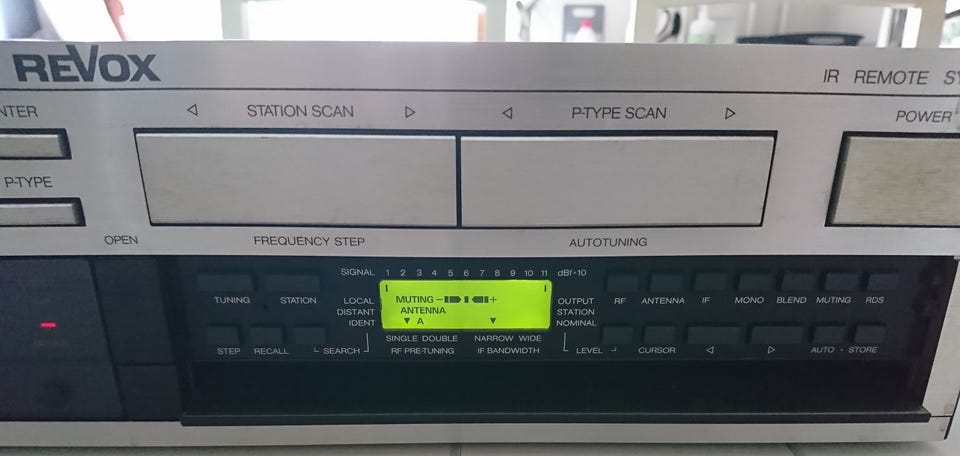 REVOX
IR REMOTE SY
NTER
STATION SCAN
P-TYPE SCAN
POWER
P-TYPE
OPEN
FREQUENCY STEP
AUTOTUNING
SIGNAL 1 2 3 4 5 6 7 8 9 10 11 dBf•10
TUNING STATION
LOCAL
DISTANT
IDENT
MUTING - +
ANTENNA
A
OUTPUT
STATION
NOMINAL
RF ANTENNA IF MONO BLEND MUTING RDS
SINGLE DOUBLE NARROW WIDE
STEP RECALL SEARCH RF PRE-TUNING IF BANDWIDTH LEVEL CURSOR AUTO • STORE